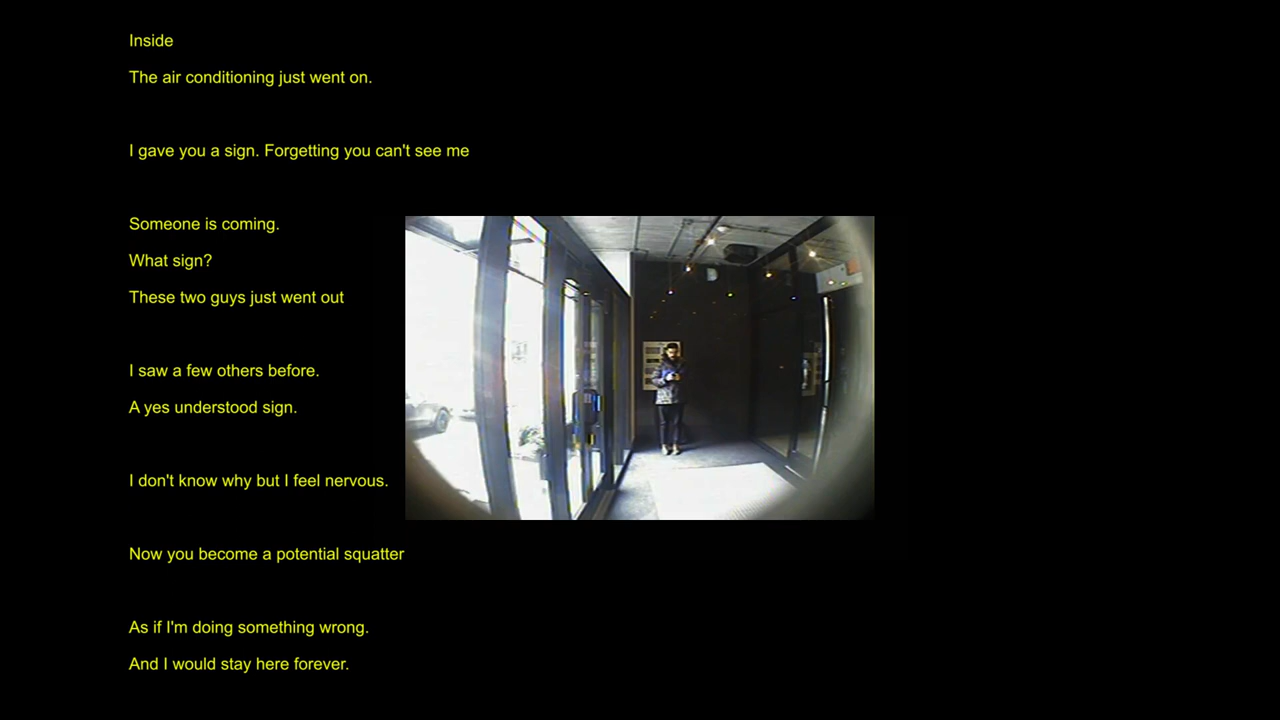 Inside
The air conditioning just went on.
I gave you a sign. Forgetting you can't see me
Someone is coming.
What sign?
These two guys just went out
I saw a few others before.
A yes understood sign.
I don't know why but I feel nervous.
Now you become a potential squatter
As if I'm doing something wrong.
And I would stay here forever.